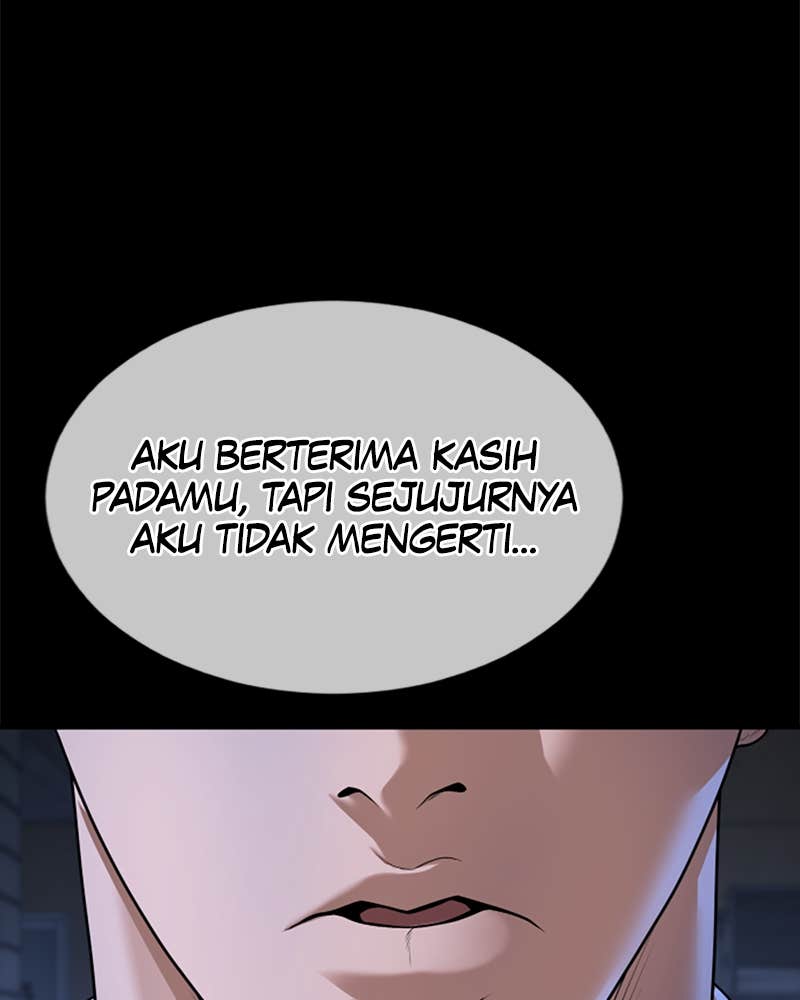 AKU BERTERIMA KASIH
PADAMU, TAPI SEJUJURNYA
AKU TIDAK MENGERTI...